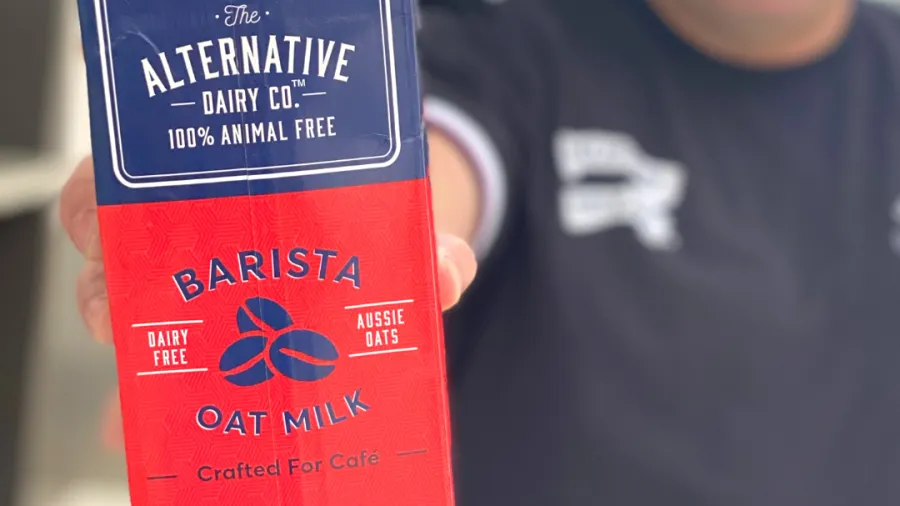 The
ALTERNATIVE
DAIRY CO.™
100% ANIMAL FREE
BARISTA
DAIRY
FREE
AUSSIE
OATS
OAT MILK
Crafted For Café